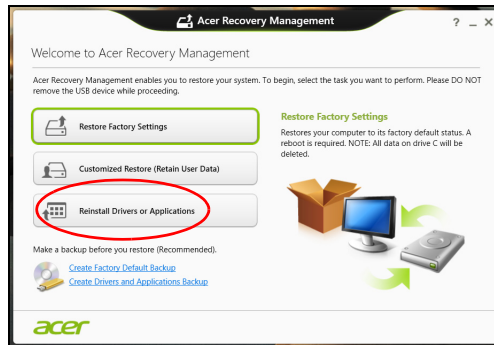 Acer Recovery Management
? _ X
Welcome to Acer Recovery Management
Acer Recovery Management enables you to restore your system. To begin, select the task you want to perform. Please DO NOT
remove the USB device while proceeding.
Restore Factory Settings
Customized Restore (Retain User Data)
Reinstall Drivers or Applications
Make a backup before you restore (Recommended).
Create Factory Default Backup
Create Drivers and Applications Backup
Restore Factory Settings
Restores your computer to its factory default status. A
reboot is required. NOTE: All data on drive C will be
deleted.
acer